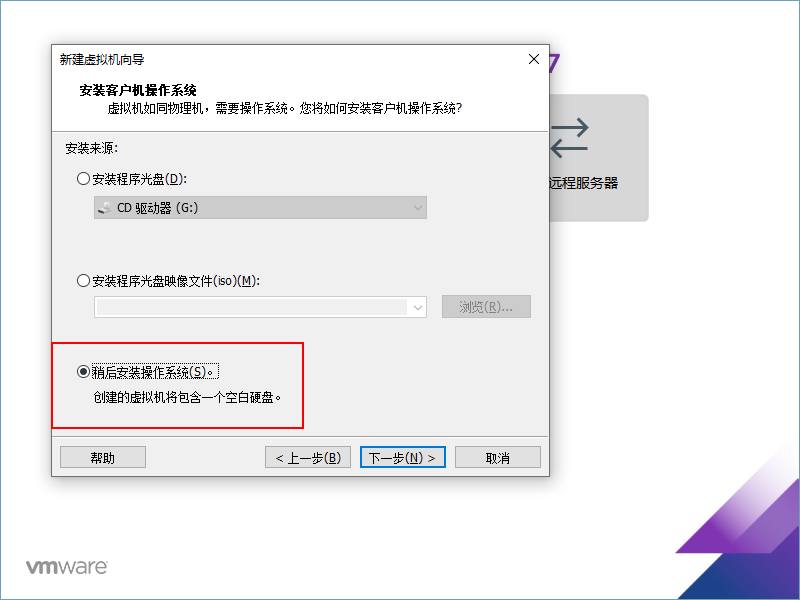 新建虚拟机向导
7
安装客户机操作系统
虚拟机如同物理机，需要操作系统。您将如何安装客户机操作系统?
安装来源:
安装程序光盘(D):
CD 驱动器 (G:)
远程服务器
安装程序光盘映像文件(iso)(M):
浏览(R)...
稍后安装操作系统(S)。
创建的虚拟机将包含一个空白硬盘。
帮助
< 上一步(B)
下一步(N) >
取消
vmware